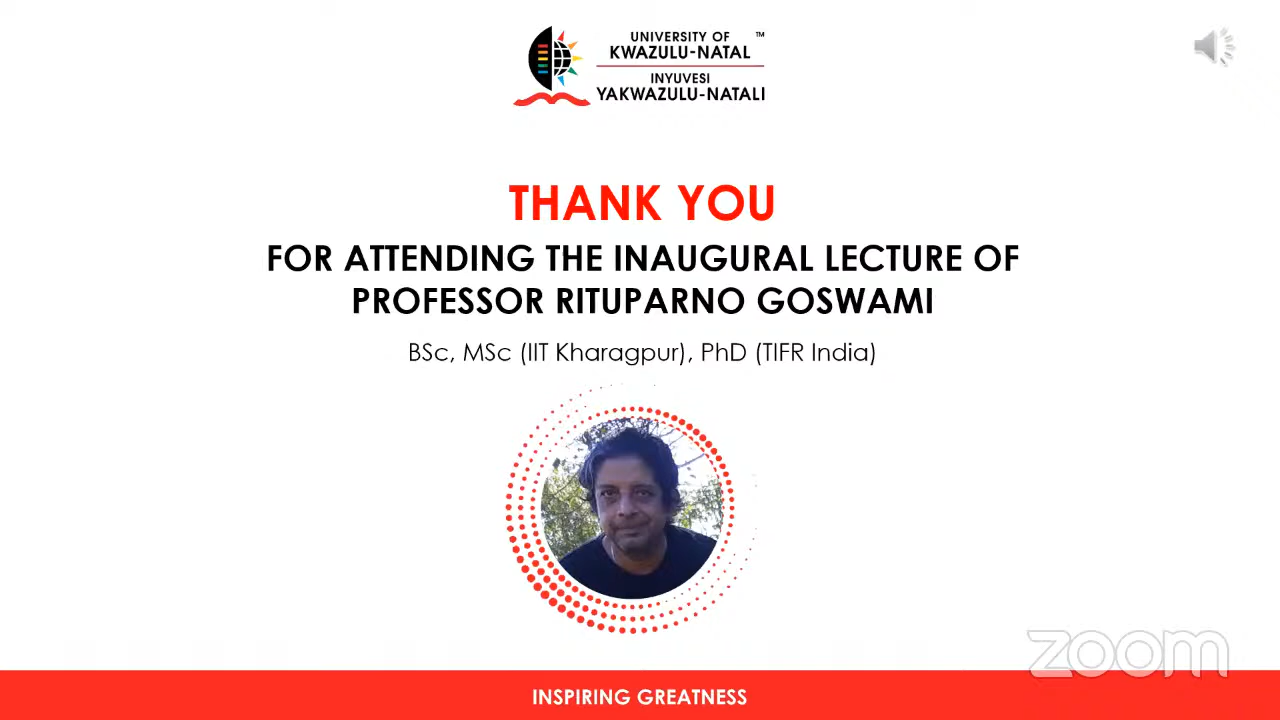 UNIVERSITY OF ™
KWAZULU-NATAL
INYUVESI
YAKWAZULU-NATALI
THANK YOU
FOR ATTENDING THE INAUGURAL LECTURE OF
PROFESSOR RITUPARNO GOSWAMI
BSc, MSc (IIT Kharagpur), PhD (TIFR India)
zoom
INSPIRING GREATNESS